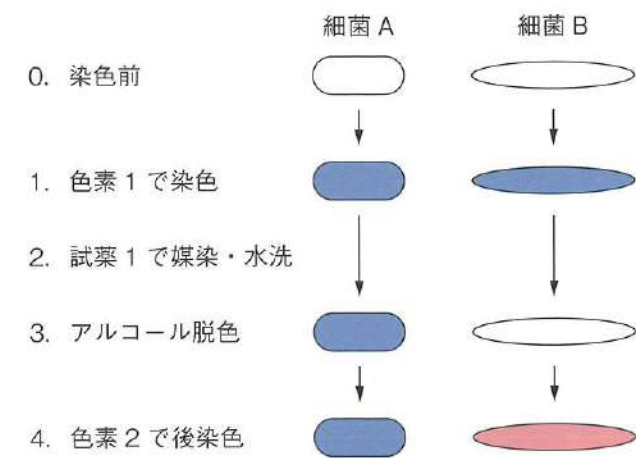 細菌 A 細菌 B
0. 染色前
1. 色素 1 で染色
2. 試薬 1 で媒染・水洗
3. アルコール脱色
4. 色素 2 で後染色